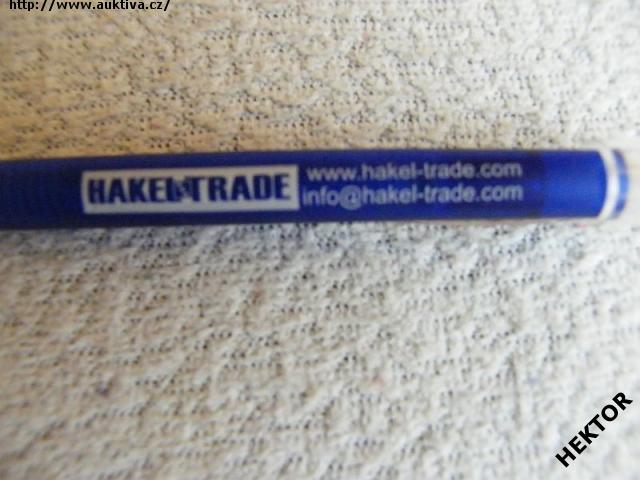 http://www.auktiva.cz/
HAKEL TRADE
www.hakel-trade.com
info@hakel-trade.com
HEKTOR